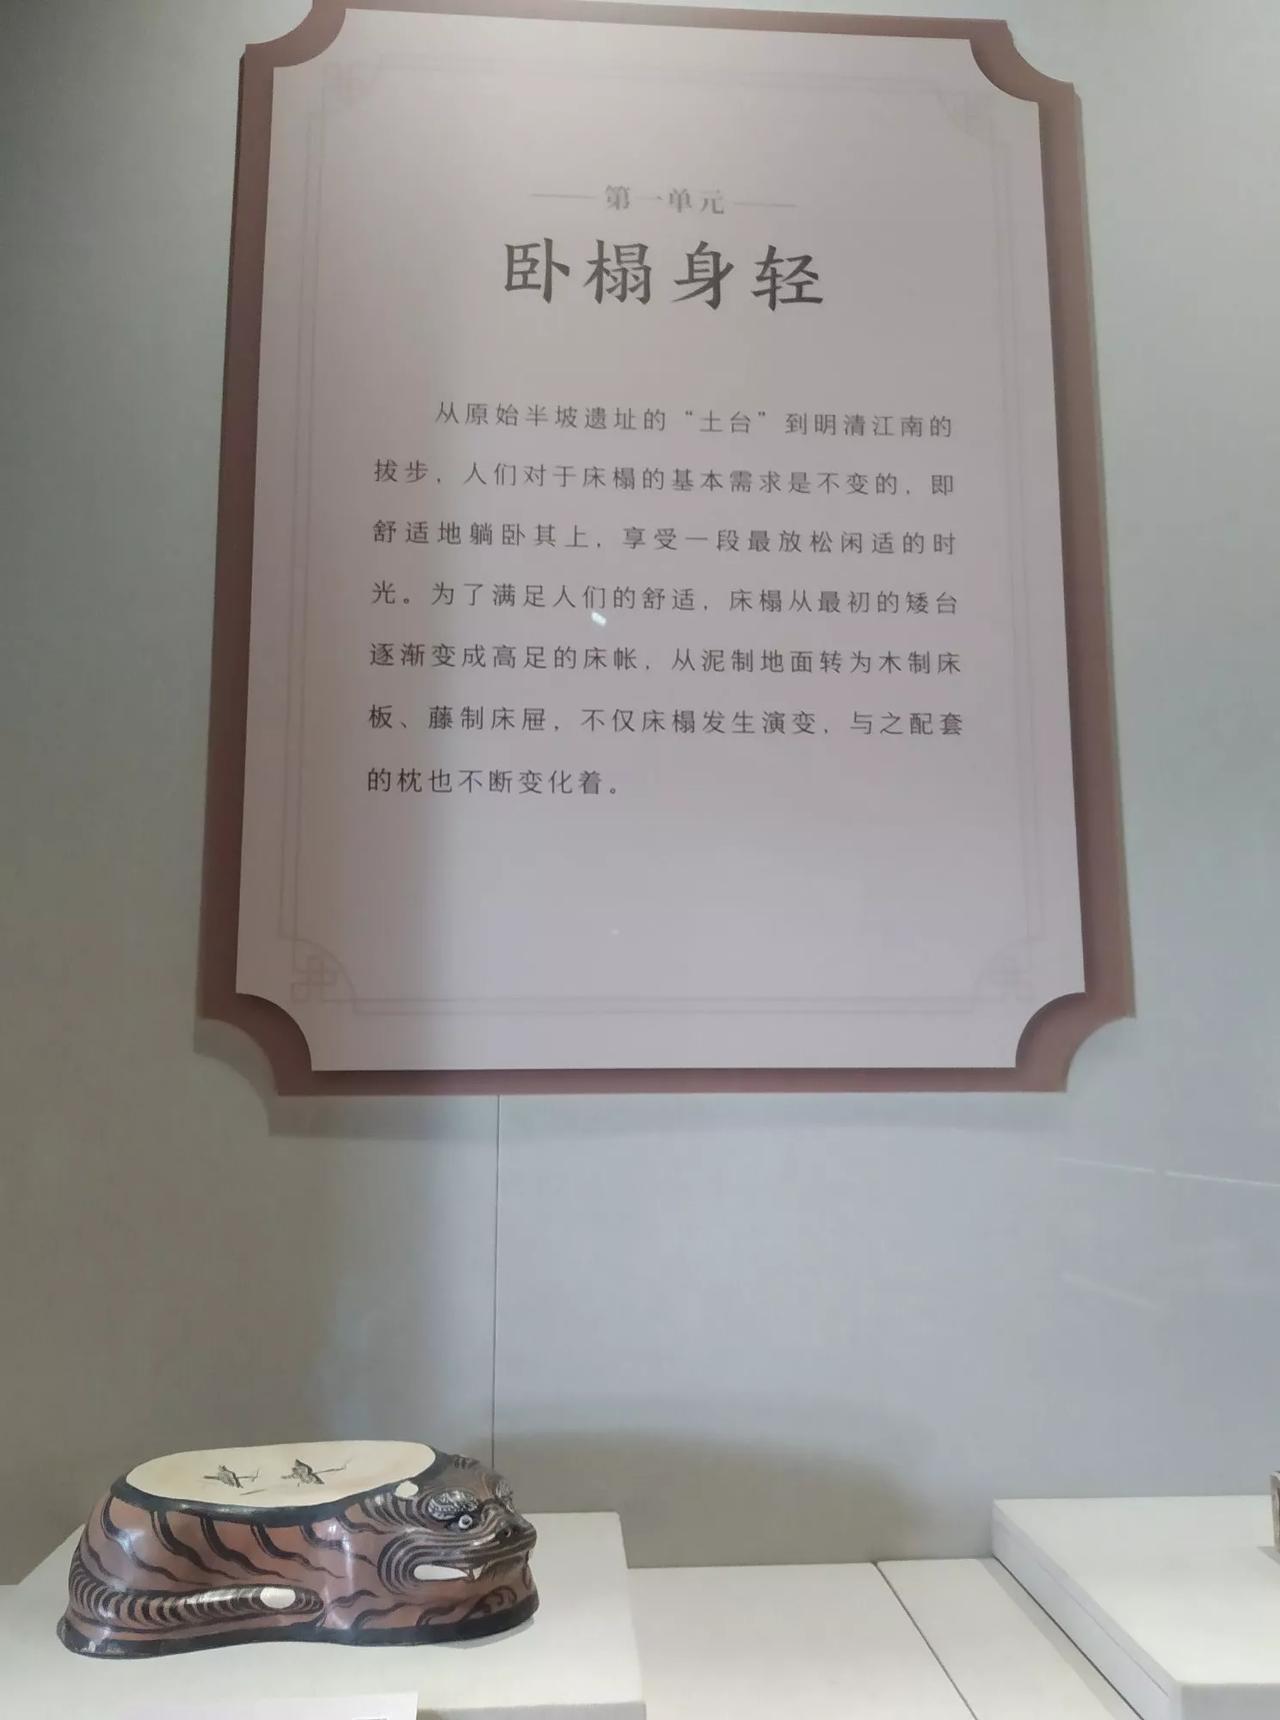 第一单元
卧榻身轻
从原始半坡遗址的“土台”到明清江南的
拔步，人们对于床榻的基本需求是不变的，即
舒适地躺卧其上，享受一段最放松闲适的时
光。为了满足人们的舒适，床榻从最初的矮台
逐渐变成高足的床帐，从泥制地面转为木制床
板、藤制床屉，不仅床榻发生演变，与之配套
的枕也不断变化着。